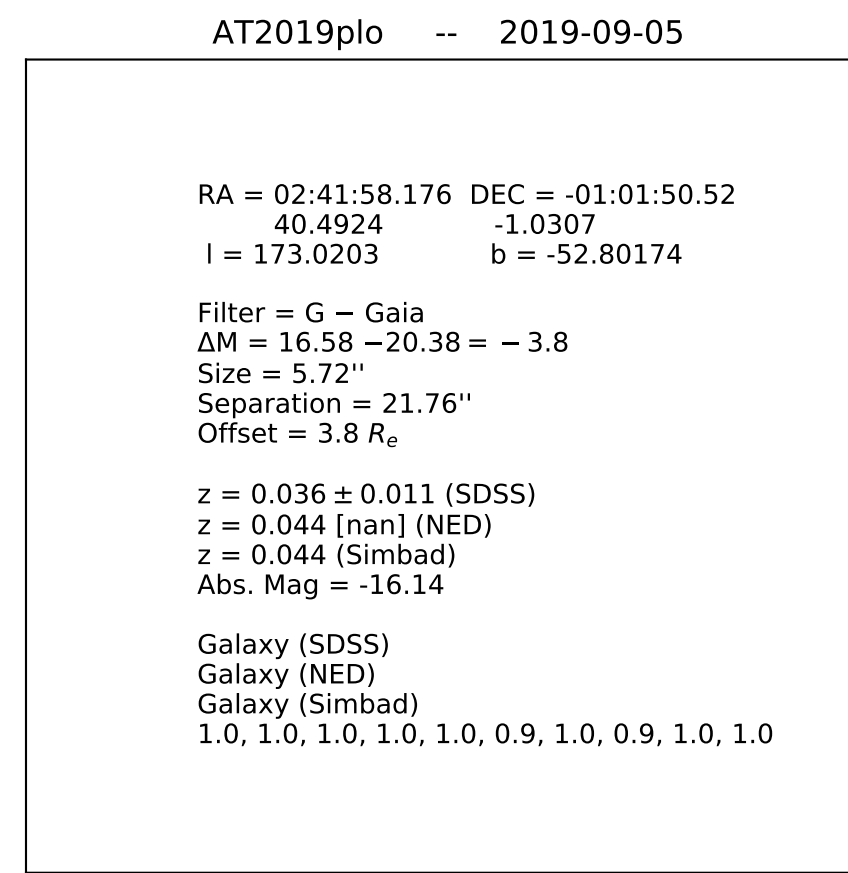 AT2019plo -- 2019-09-05
RA = 02:41:58.176 DEC = -01:01:50.52
40.4924 -1.0307
l = 173.0203 b = -52.80174
Filter = G − Gaia
ΔM = 16.58 −20.38 = − 3.8
Size = 5.72''
Separation = 21.76''
Offset = 3.8 Re
z = 0.036 ± 0.011 (SDSS)
z = 0.044 [nan] (NED)
z = 0.044 (Simbad)
Abs. Mag = -16.14
Galaxy (SDSS)
Galaxy (NED)
Galaxy (Simbad)
1.0, 1.0, 1.0, 1.0, 1.0, 0.9, 1.0, 0.9, 1.0, 1.0